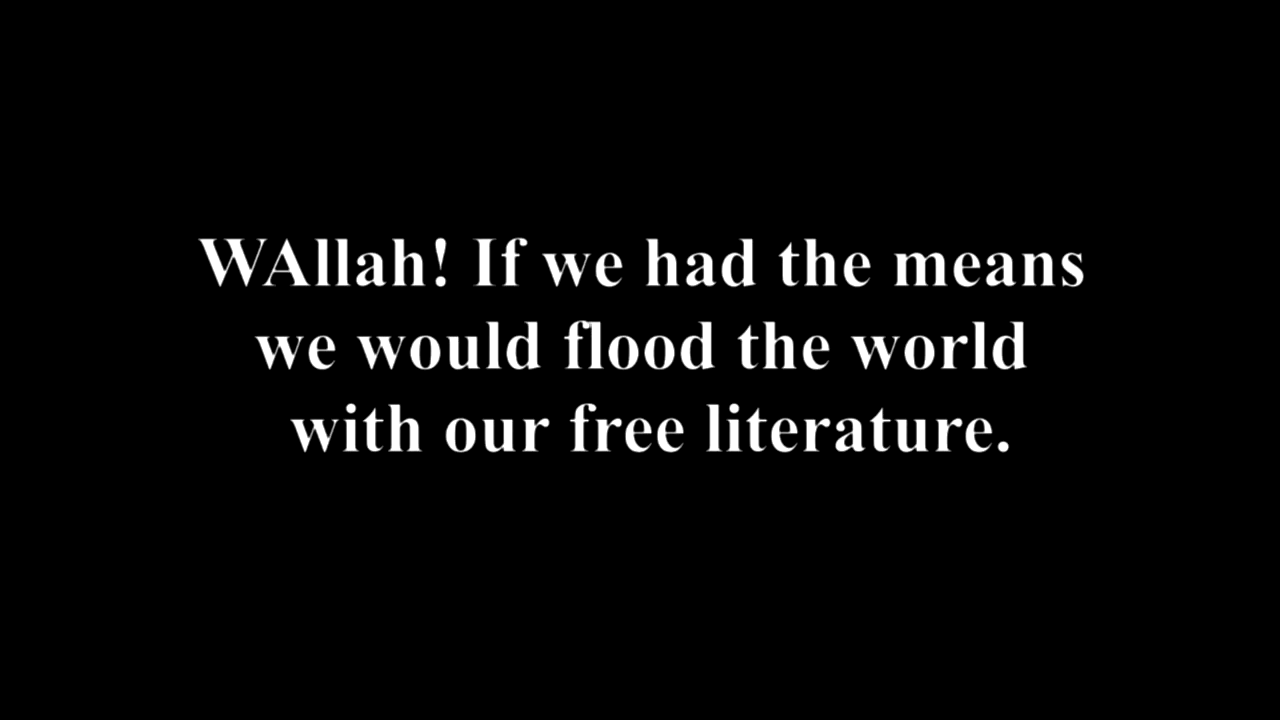 WAllah! If we had the means
we would flood the world
with our free literature.